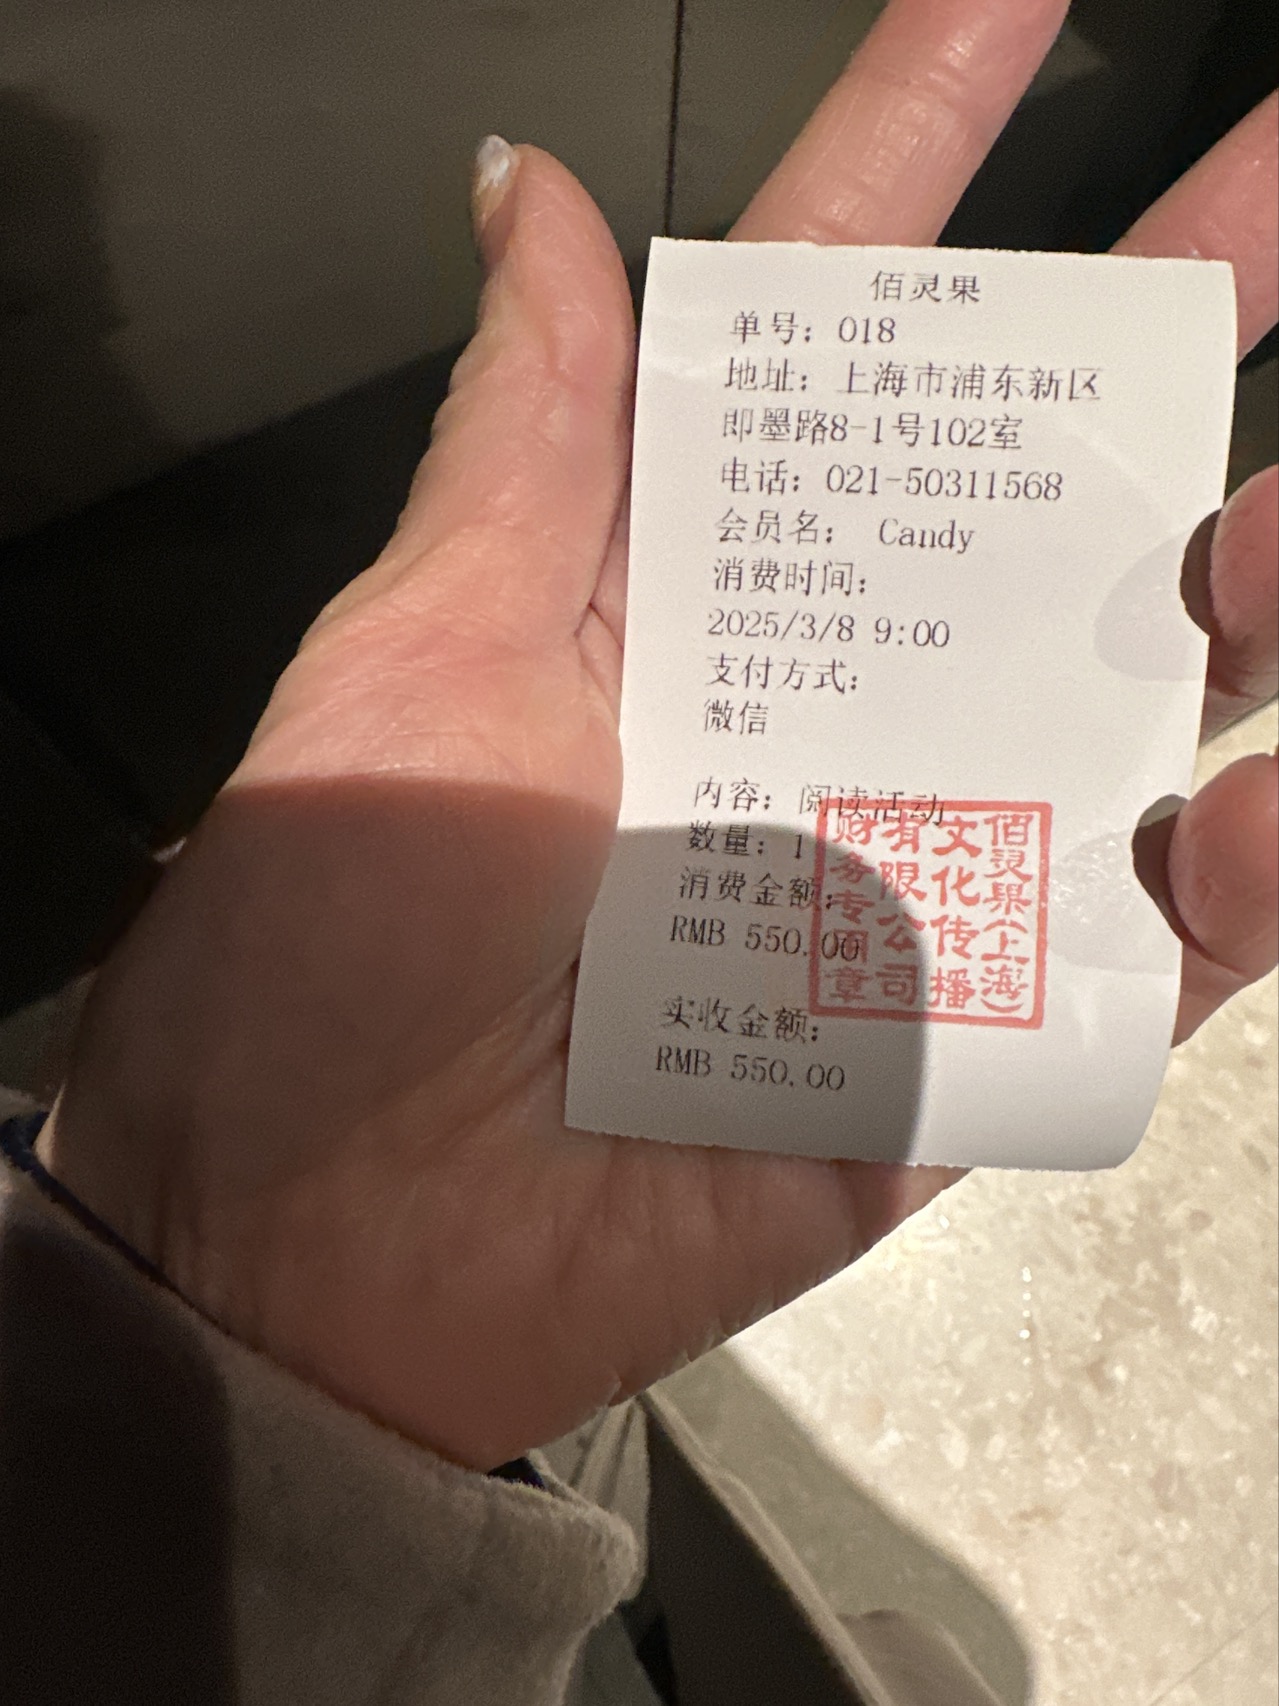 佰灵果
单号：018
地址：上海市浦东新区
即墨路8-1号102室
电话：021-50311568
会员名： Candy
消费时间：
2025/3/8 9:00
支付方式：
微信
内容：阅读活动
数量：1
消费金额：
RMB 550.00
实收金额：
RMB 550.00
佰灵果(上海)
文化传播
有限公司
财务专用章